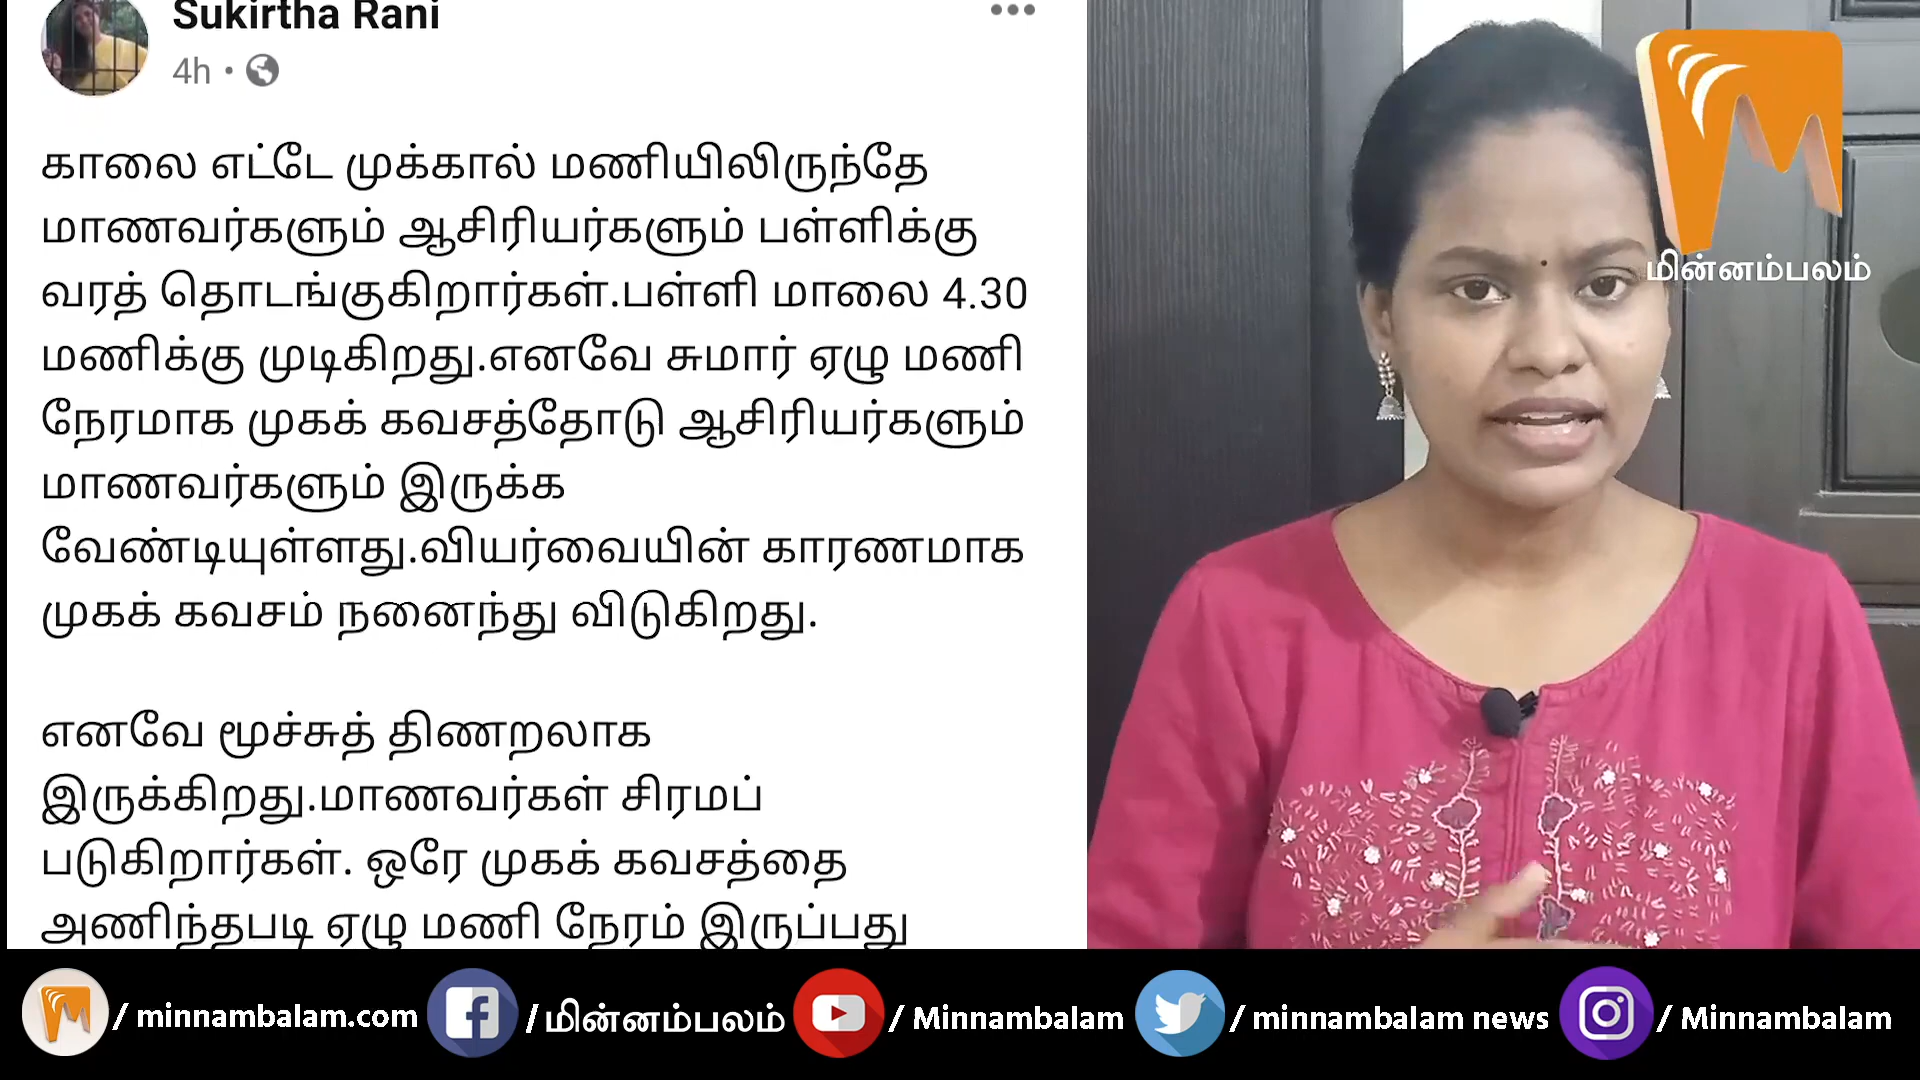 Sukirtha Rani
4h
காலை எட்டே முக்கால் மணியிலிருந்தே
மாணவர்களும் ஆசிரியர்களும் பள்ளிக்கு
வரத் தொடங்குகிறார்கள்.பள்ளி மாலை 4.30
மணிக்கு முடிகிறது.எனவே சுமார் ஏழு மணி
நேரமாக முகக் கவசத்தோடு ஆசிரியர்களும்
மாணவர்களும் இருக்க
வேண்டியுள்ளது.வியர்வையின் காரணமாக
முகக் கவசம் நனைந்து விடுகிறது.
எனவே மூச்சுத் திணறலாக
இருக்கிறது.மாணவர்கள் சிரமப்
படுகிறார்கள். ஒரே முகக் கவசத்தை
அணிந்தபடி ஏழு மணி நேரம் இருப்பது
மின்னம்பலம்
/ minnambalam.com
/ மின்னம்பலம்
/ Minnambalam
/ minnambalam news
/ Minnambalam